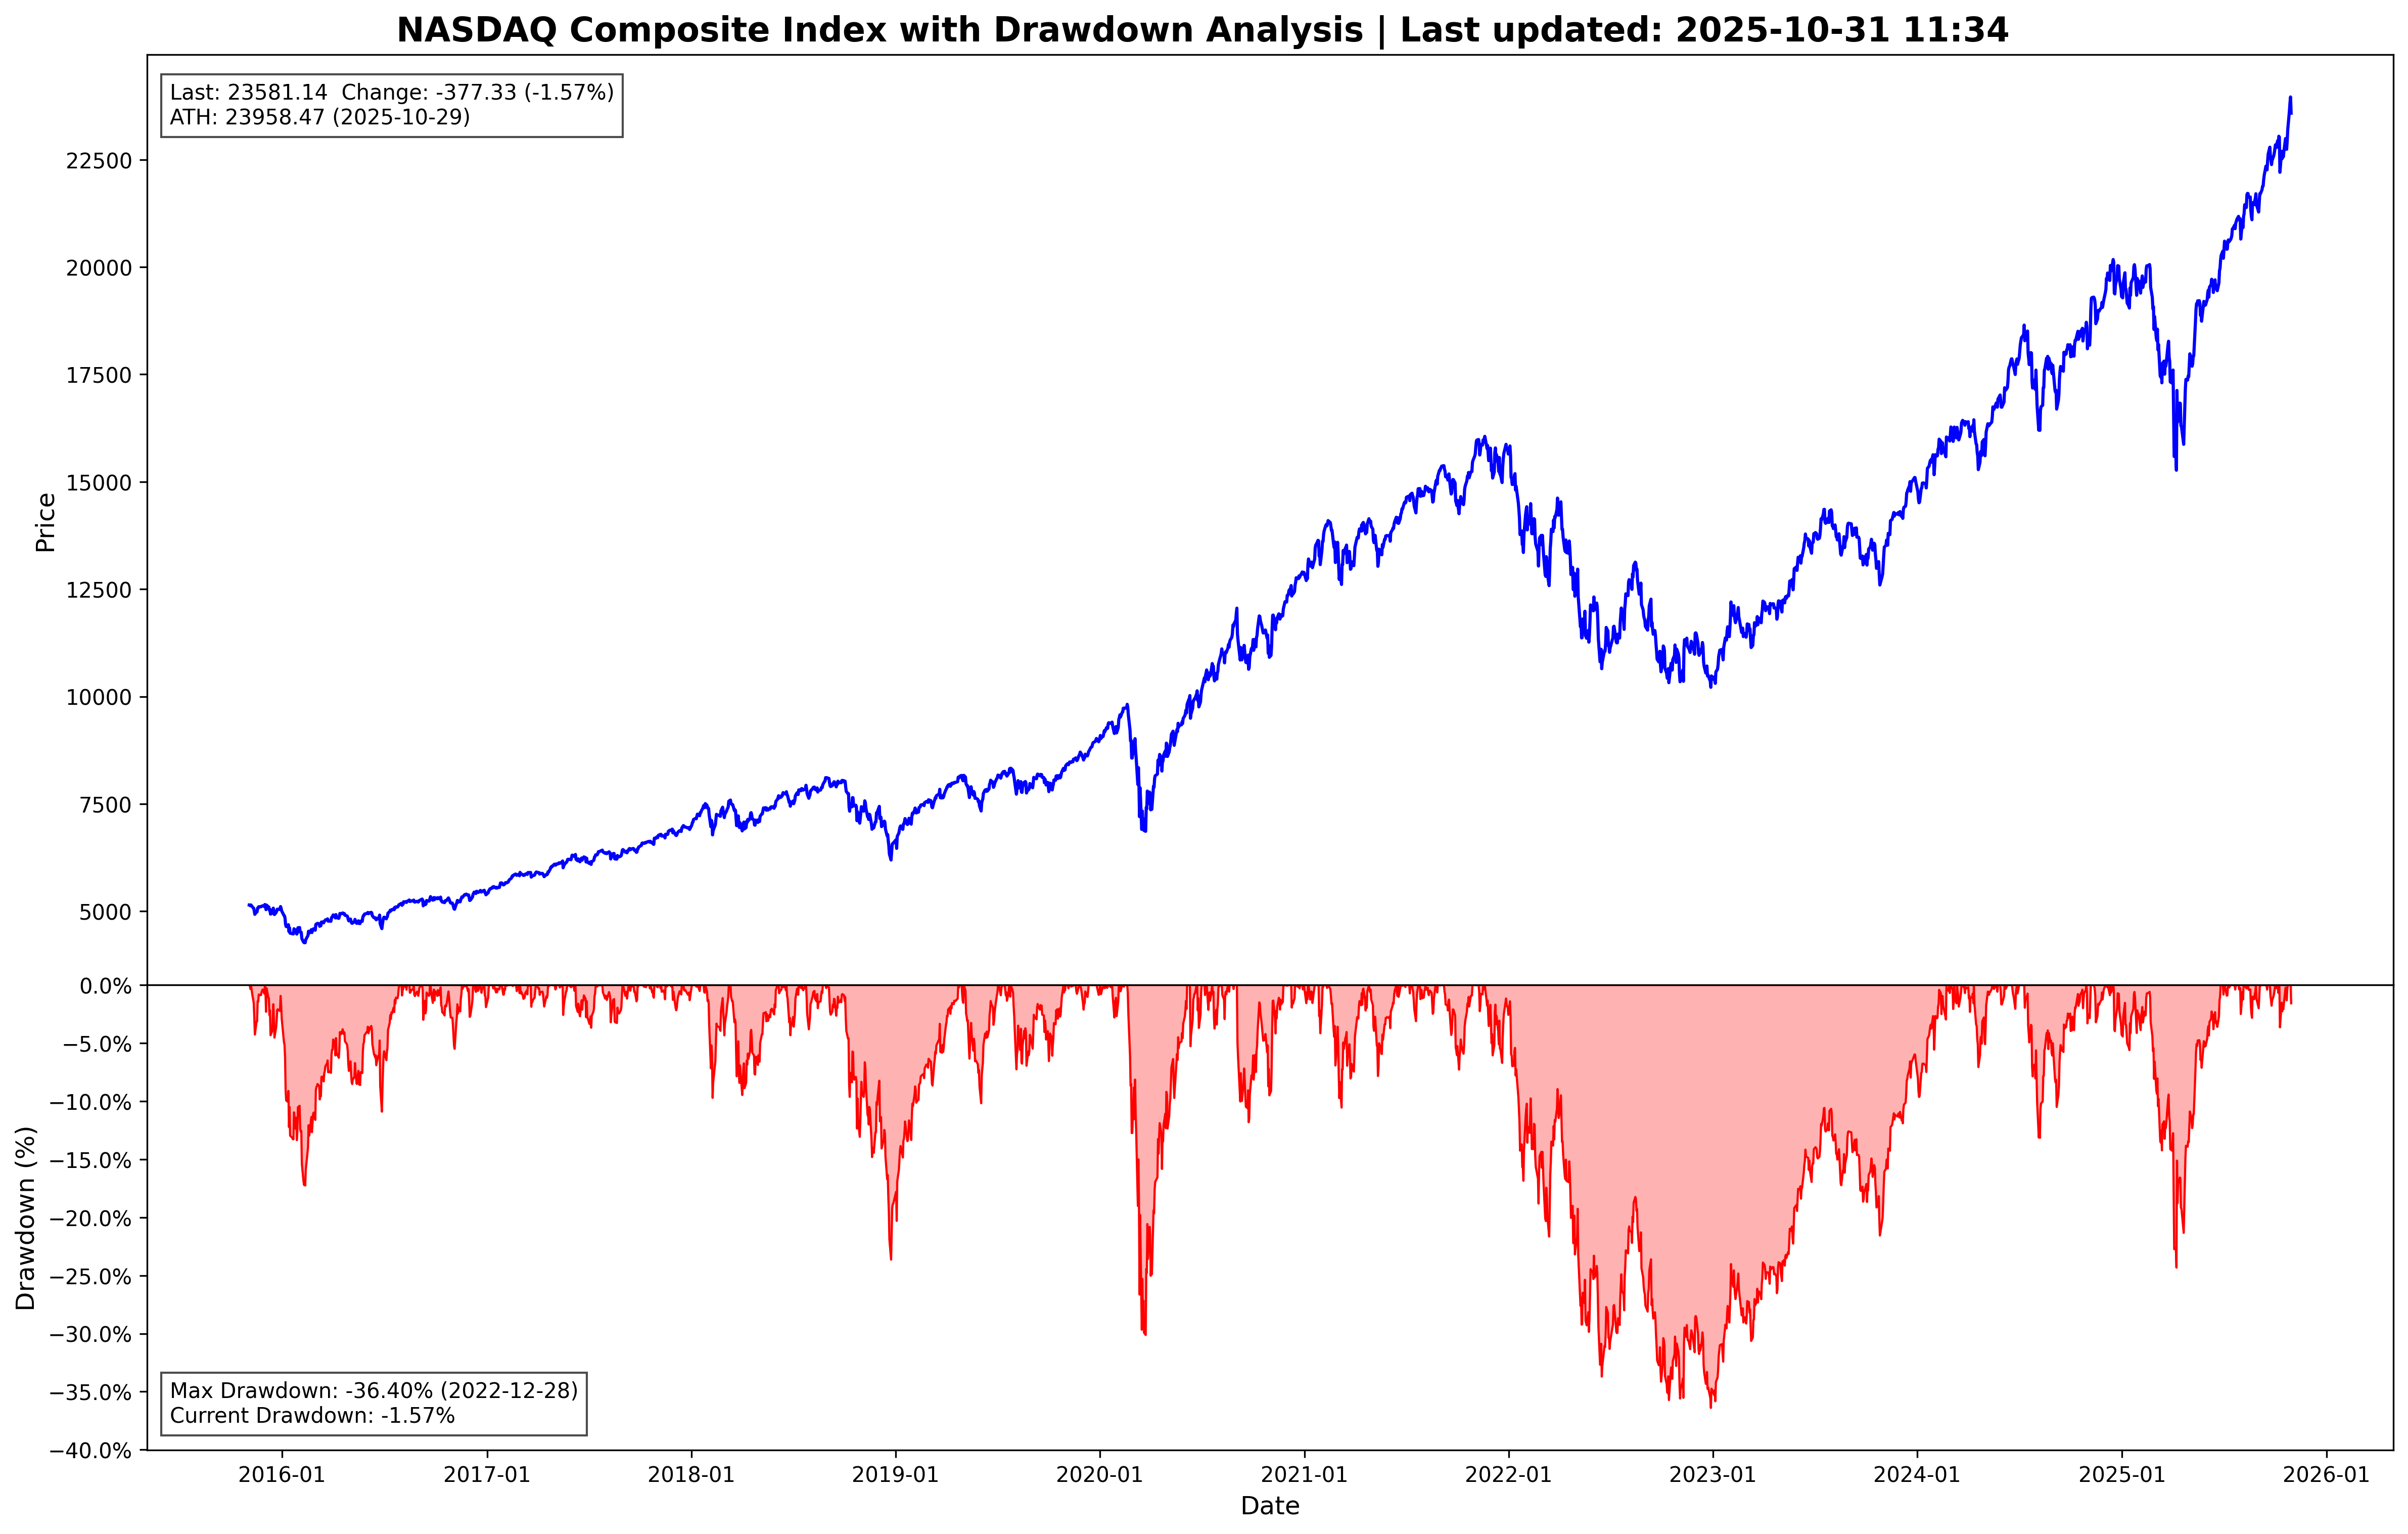 NASDAQ Composite Index with Drawdown Analysis | Last updated: 2025-10-31 11:34
Last: 23581.14  Change: -377.33 (-1.57%)
ATH: 23958.47 (2025-10-29)
Price
22500
20000
17500
15000
12500
10000
7500
5000
Drawdown (%)
0.0%
−5.0%
−10.0%
−15.0%
−20.0%
−25.0%
−30.0%
−35.0%
−40.0%
Max Drawdown: -36.40% (2022-12-28)
Current Drawdown: -1.57%
2016-01 2017-01 2018-01 2019-01 2020-01 2021-01 2022-01 2023-01 2024-01 2025-01 2026-01
Date